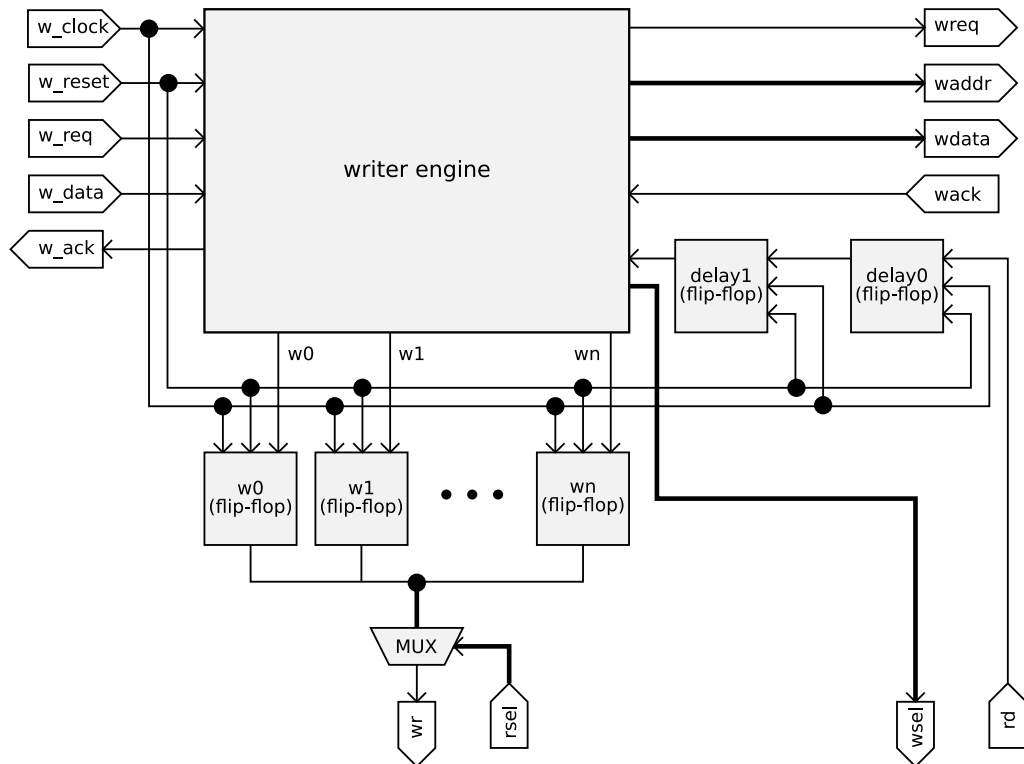 w_clock
wreq
w_reset
waddr
w_req
wdata
writer engine
w_data
wack
w_ack
delay1
(flip-flop)
delay0
(flip-flop)
w0
w1
wn
w0
(flip-flop)
w1
(flip-flop)
wn
(flip-flop)
MUX
wr
rsel
wsel
rd